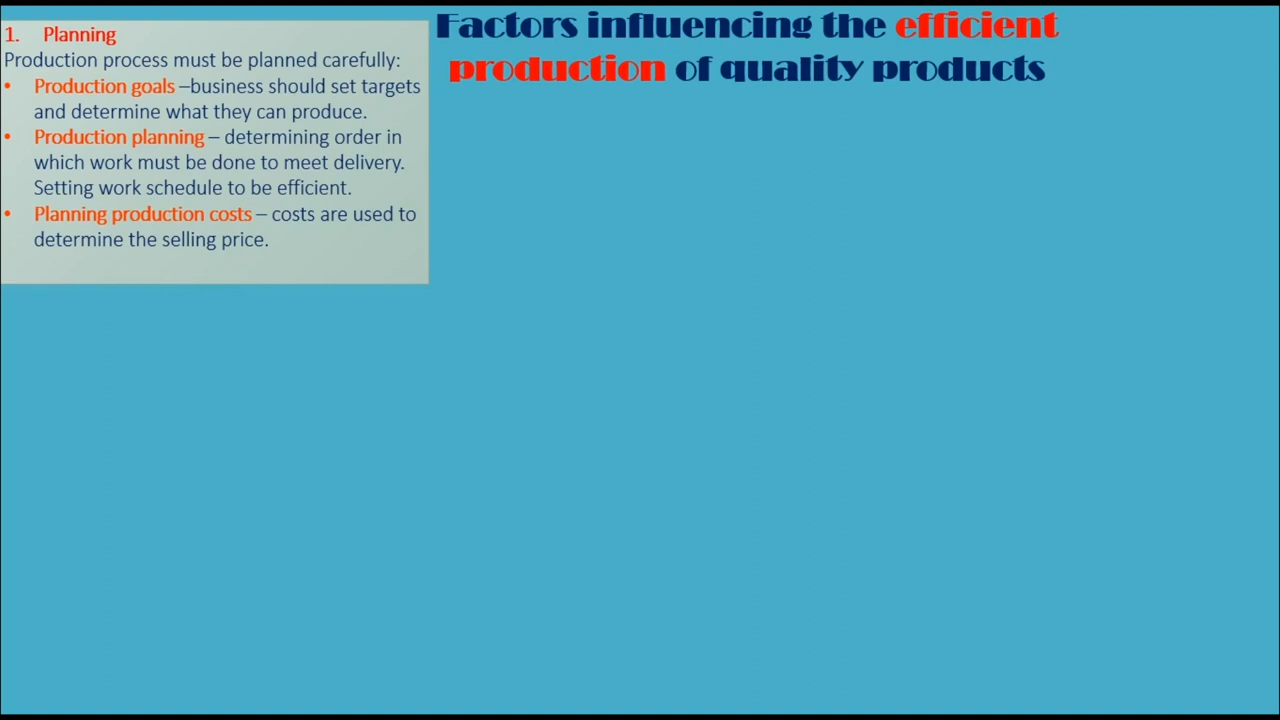 Factors influencing the efficient
production of quality products
1. Planning
Production process must be planned carefully:
• Production goals –business should set targets
and determine what they can produce.
• Production planning – determining order in
which work must be done to meet delivery.
Setting work schedule to be efficient.
• Planning production costs – costs are used to
determine the selling price.